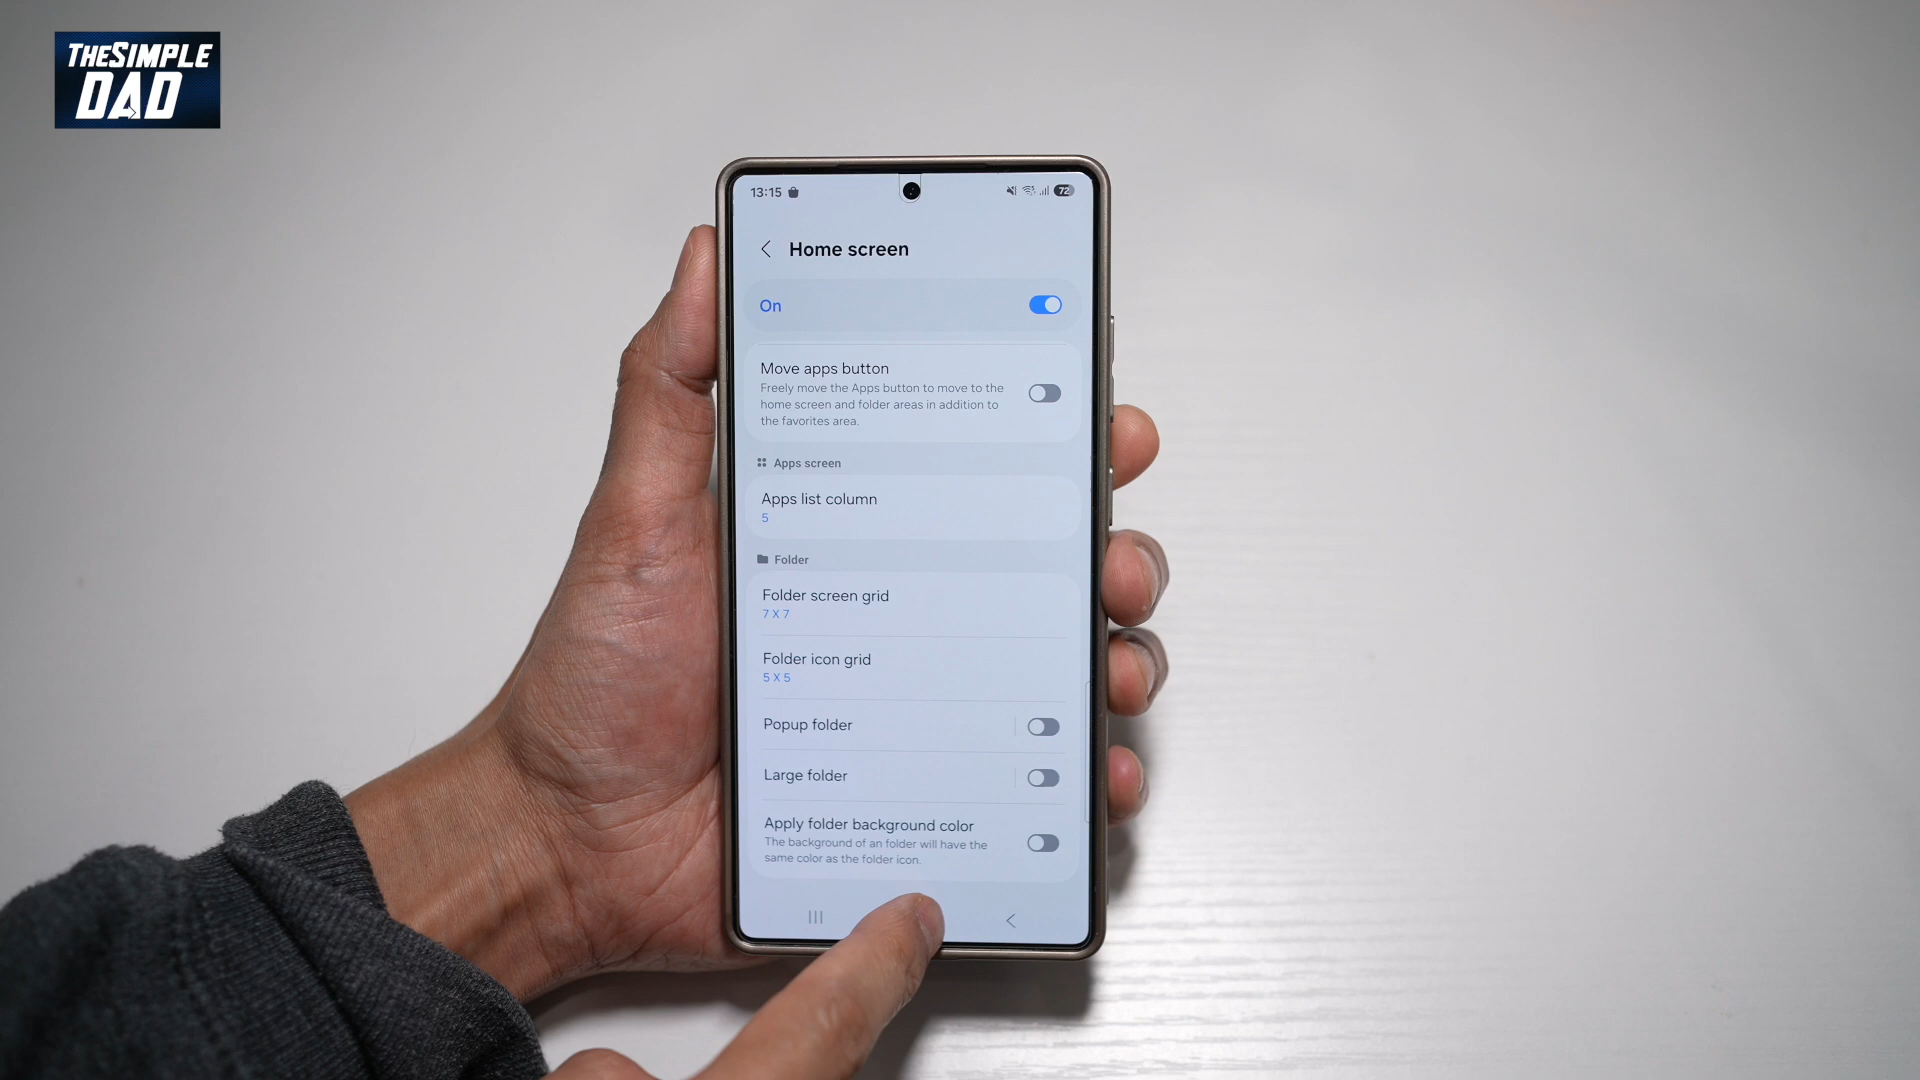 THESIMPLE
DAD
13:15
72
Home screen
On
Move apps button
Freely move the Apps button to move to the
home screen and folder areas in addition to
the favorites area.
Apps screen
Apps list column
5
Folder
Folder screen grid
7 X 7
Folder icon grid
5 X 5
Popup folder
Large folder
Apply folder background color
The background of an folder will have the
same color as the folder icon.